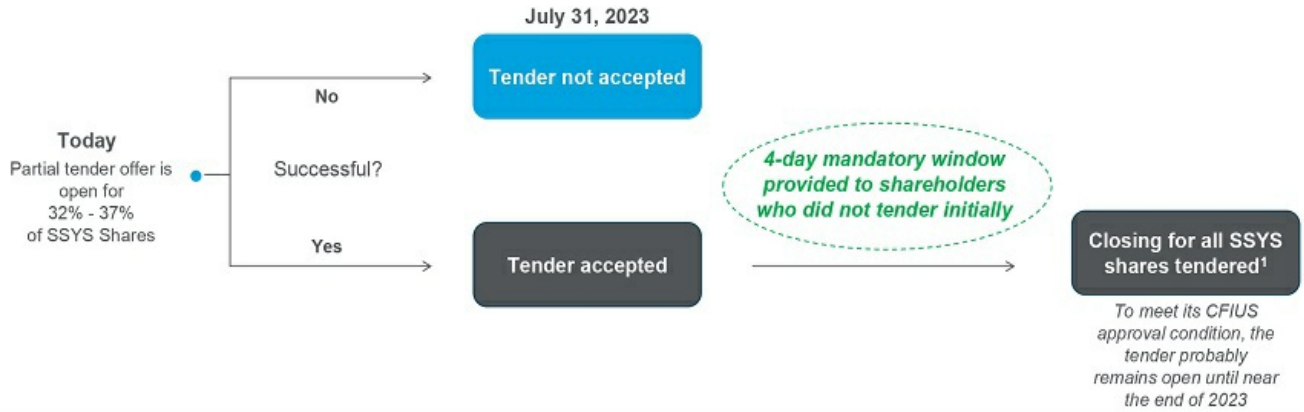 July 31, 2023
Tender not accepted
No
Today
Partial tender offer is
open for
32% - 37%
of SSYS Shares
Successful?
Yes
Tender accepted
4-day mandatory window
provided to shareholders
who did not tender initially
Closing for all SSYS
shares tendered¹
To meet its CFIUS
approval condition, the
tender probably
remains open until near
the end of 2023